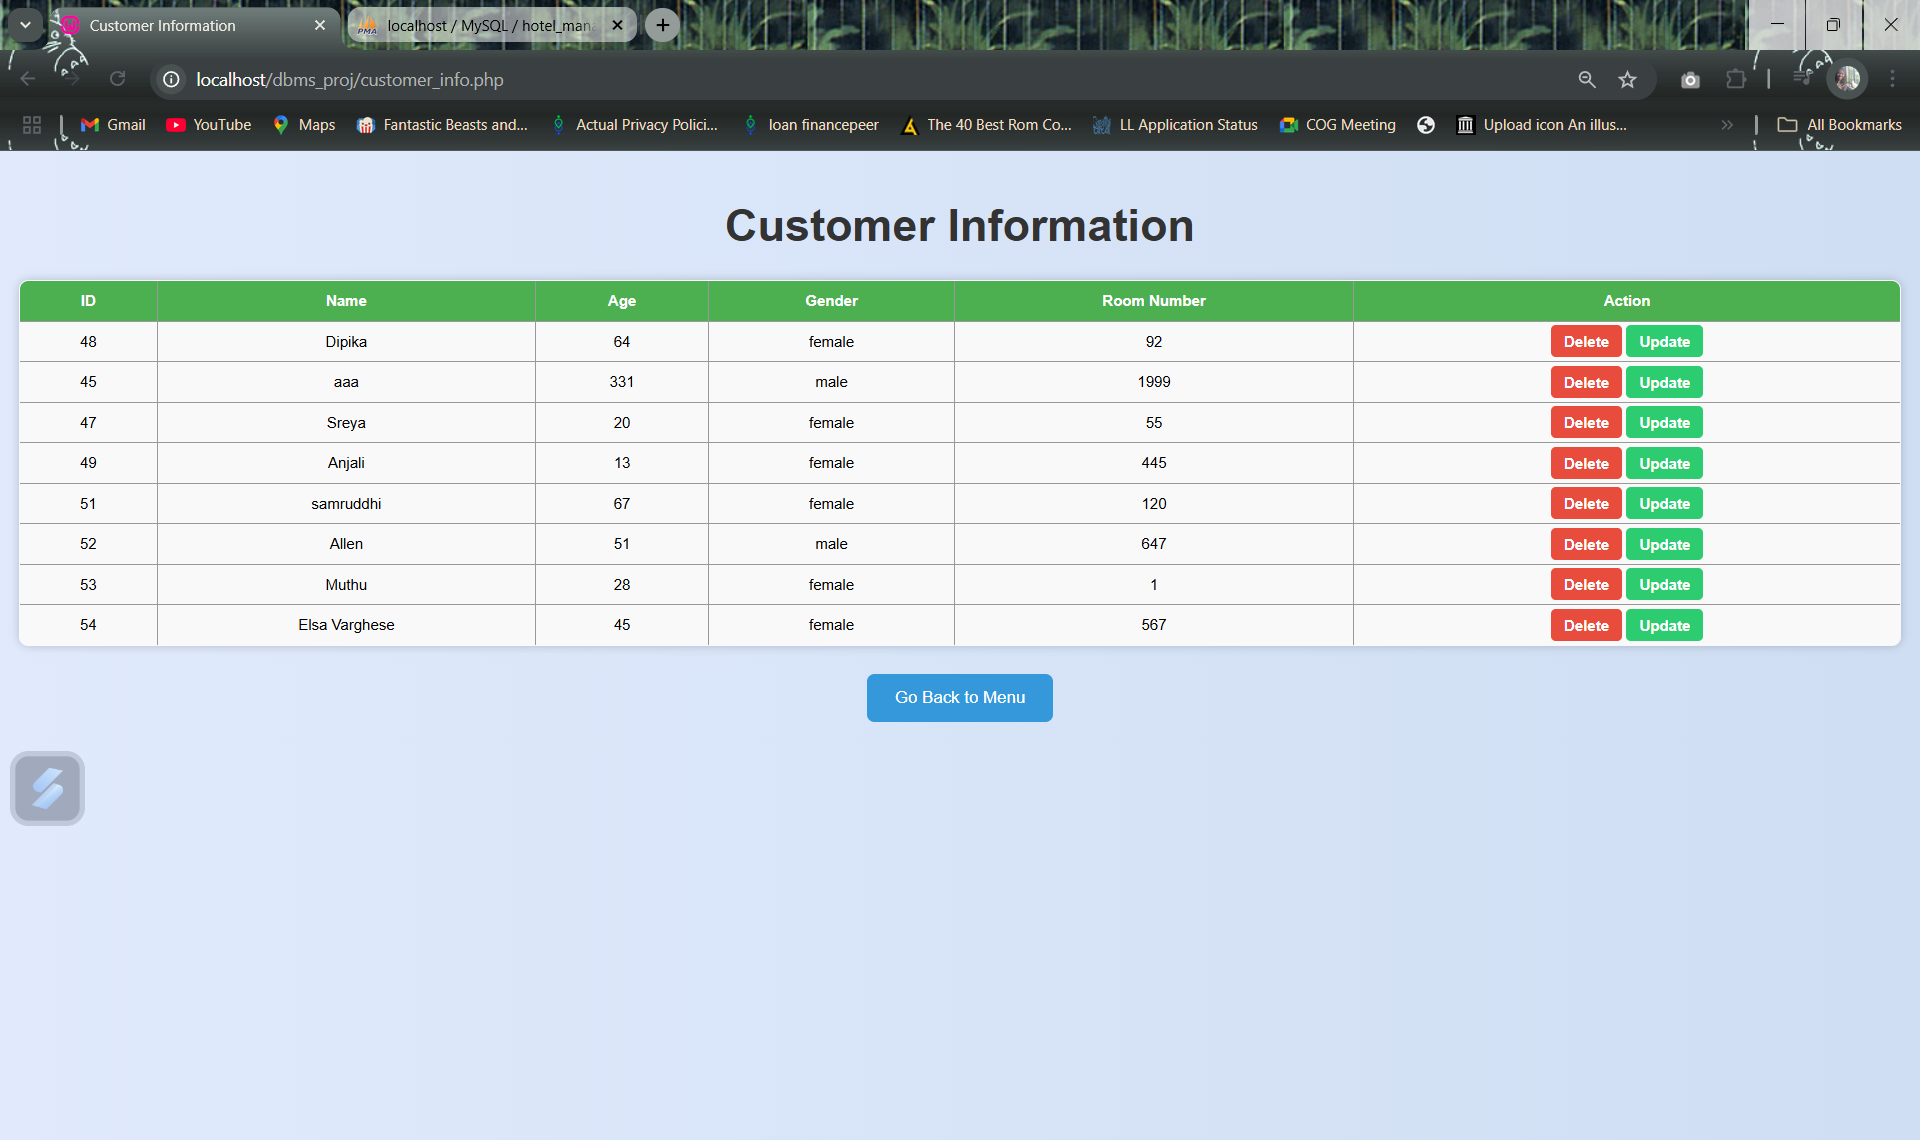 Customer Information
localhost / MySQL / hotel_mana
localhost/dbms_proj/customer_info.php
Gmail YouTube Maps Fantastic Beasts and... Actual Privacy Polici... loan financepeer The 40 Best Rom Co... LL Application Status COG Meeting Upload icon An illus... All Bookmarks
Customer Information
ID Name Age Gender Room Number Action
48 Dipika 64 female 92 Delete Update
45 aaa 331 male 1999 Delete Update
47 Sreya 20 female 55 Delete Update
49 Anjali 13 female 445 Delete Update
51 samruddhi 67 female 120 Delete Update
52 Allen 51 male 647 Delete Update
53 Muthu 28 female 1 Delete Update
54 Elsa Varghese 45 female 567 Delete Update
Go Back to Menu